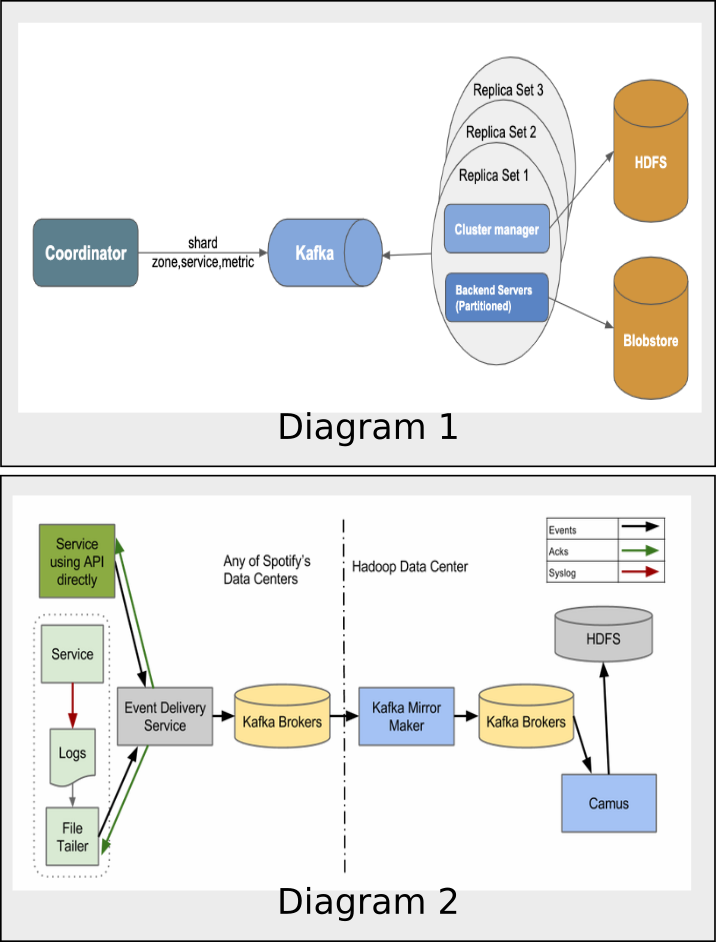 Replica Set 3
Replica Set 2
Replica Set 1
HDFS
Cluster manager
Coordinator
shard
zone,service,metric
Kafka
Backend Servers
(Partitioned)
Blobstore
Diagram 1
Service
using API
directly
Any of Spotify's
Data Centers
Hadoop Data Center
Events
Acks
Syslog
HDFS
Service
Event Delivery
Service
Kafka Brokers
Kafka Mirror
Maker
Kafka Brokers
Logs
Camus
File
Tailer
Diagram 2